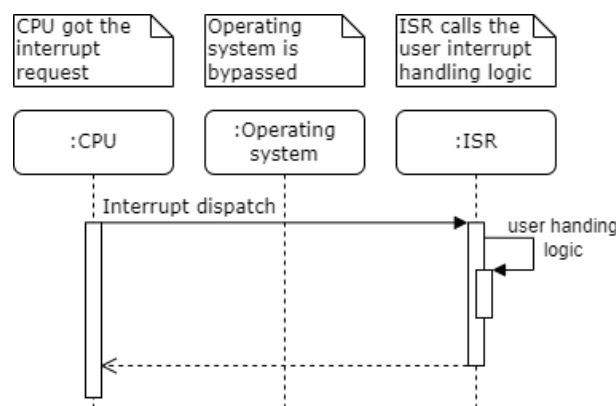 CPU got the
interrupt
request
Operating
system is
bypassed
ISR calls the
user interrupt
handling logic
:CPU
:Operating
system
:ISR
Interrupt dispatch
user handing
logic